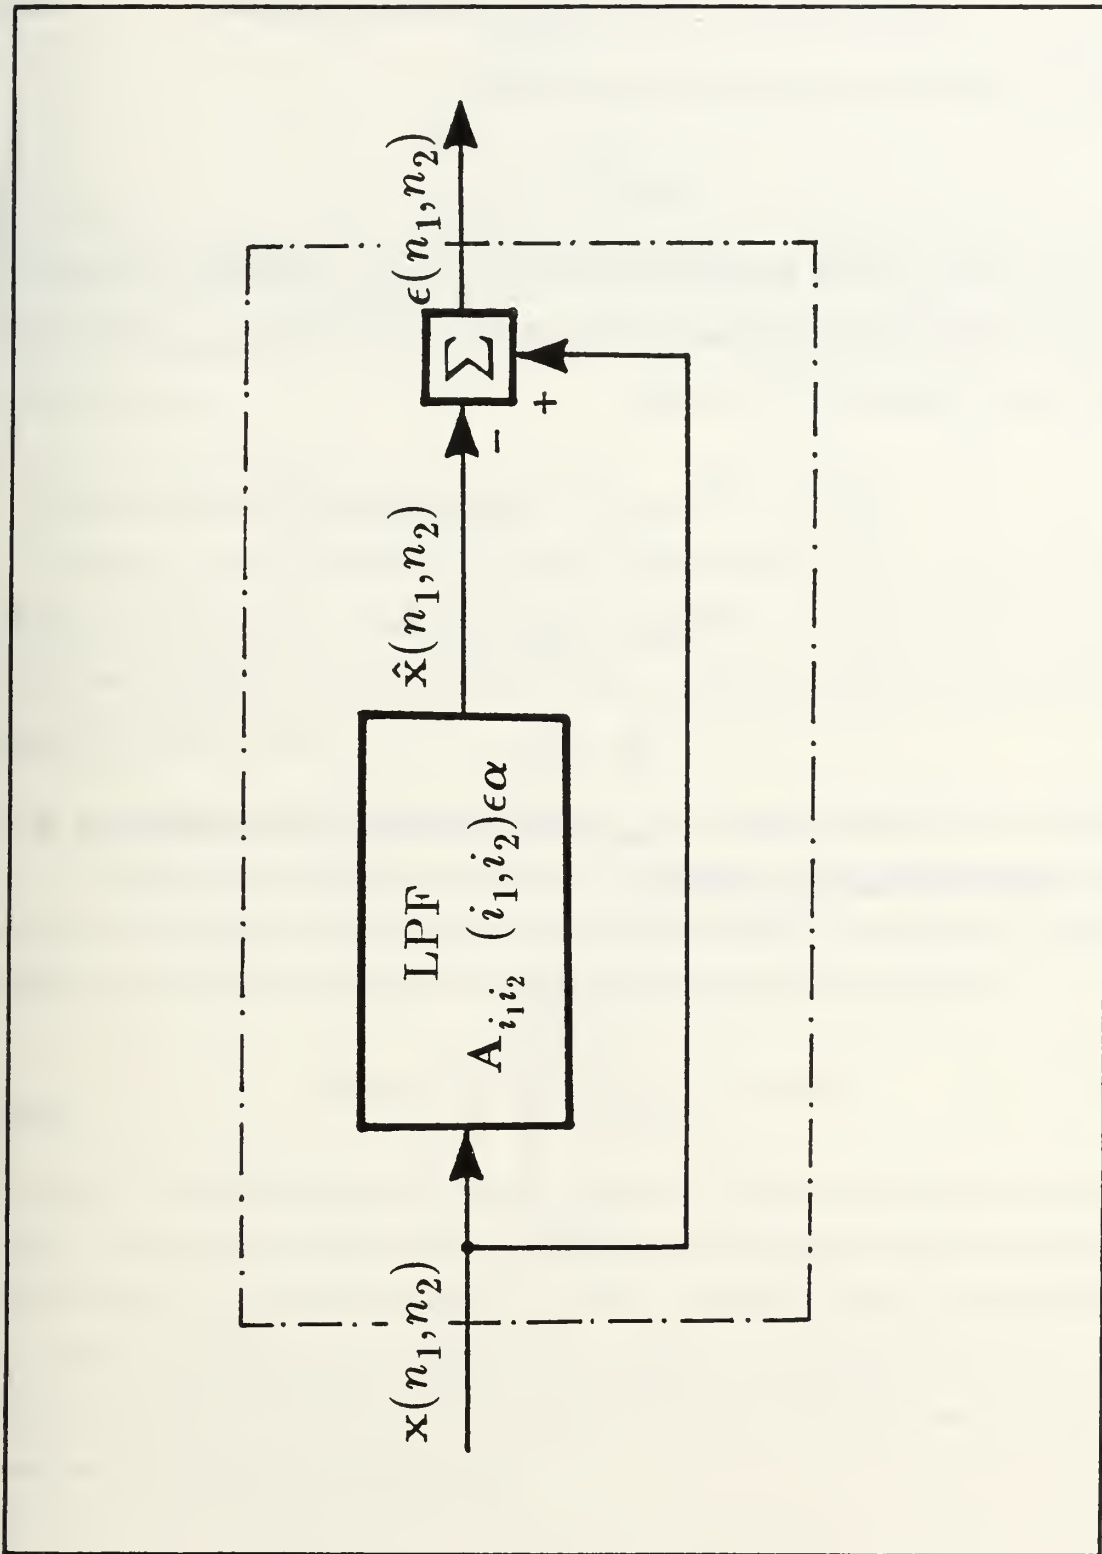 x(n₁,n₂)
LPF
A_{i₁i₂} (i₁,i₂)ϵα
x̂(n₁,n₂)
−
+
Σ
ϵ(n₁,n₂)